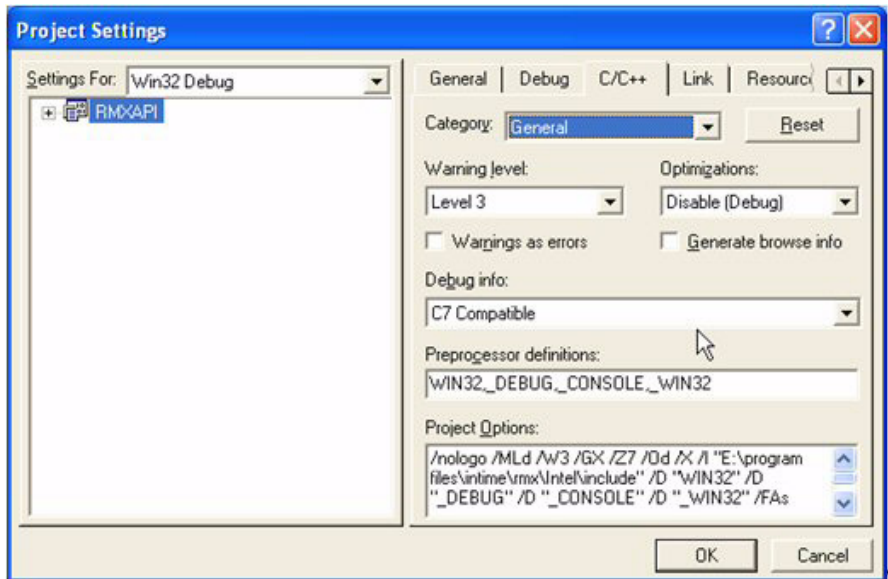 Project Settings
Settings For: Win32 Debug
RMXAPI
General Debug C/C++ Link
Category: General Reset
Warning level: Optimizations:
Level 3 Disable (Debug)
Warnings as errors Generate browse info
Debug info:
C7 Compatible
Preprocessor definitions:
WIN32,_DEBUG,_CONSOLE,_WIN32
Project Options:
/nologo /MLd /W3 /GX /Z7 /Od /X /I "E:\program
files\intime\rmx\Intel\include" /D "WIN32" /D
"_DEBUG" /D "_CONSOLE" /D "_WIN32" /FAs
OK Cancel